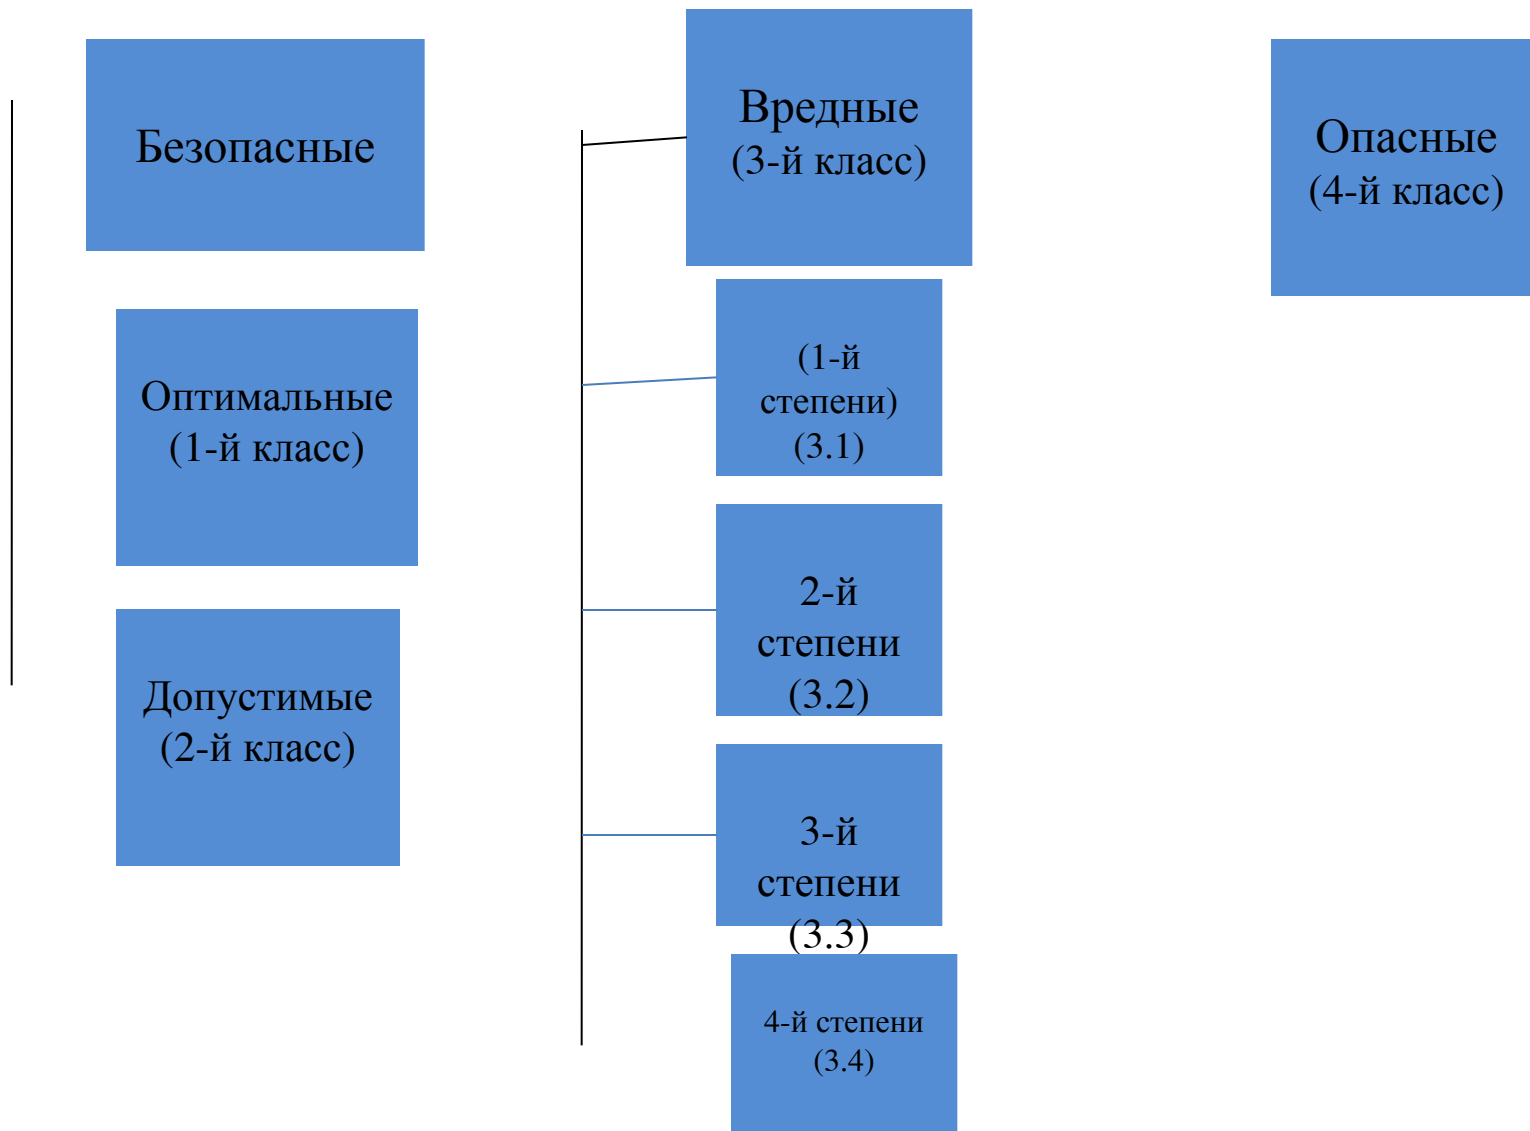 Безопасные
Оптимальные
(1-й класс)
Допустимые
(2-й класс)
Вредные
(3-й класс)
(1-й
степени)
(3.1)
2-й
степени
(3.2)
3-й
степени
(3.3)
4-й степени
(3.4)
Опасные
(4-й класс)